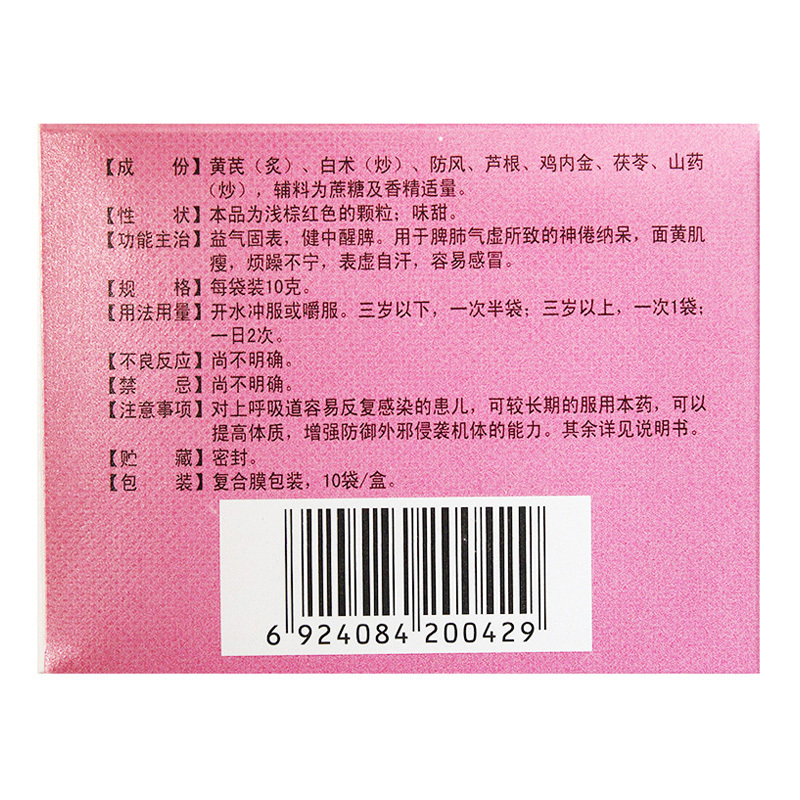 【成　份】黄芪（炙）、白术（炒）、防风、芦根、鸡内金、茯苓、山药
（炒），辅料为蔗糖及香精适量。
【性　状】本品为浅棕红色的颗粒；味甜。
【功能主治】益气固表，健中醒脾。用于脾肺气虚所致的神倦纳呆，面黄肌
瘦，烦躁不宁，表虚自汗，容易感冒。
【规　格】每袋装10克。
【用法用量】开水冲服或嚼服。三岁以下，一次半袋；三岁以上，一次1袋；
一日2次。
【不良反应】尚不明确。
【禁　忌】尚不明确。
【注意事项】对上呼吸道容易反复感染的患儿，可较长期的服用本药，可以
提高体质，增强防御外邪侵袭机体的能力。其余详见说明书。
【贮　藏】密封。
【包　装】复合膜包装，10袋/盒。
6 924084 200429